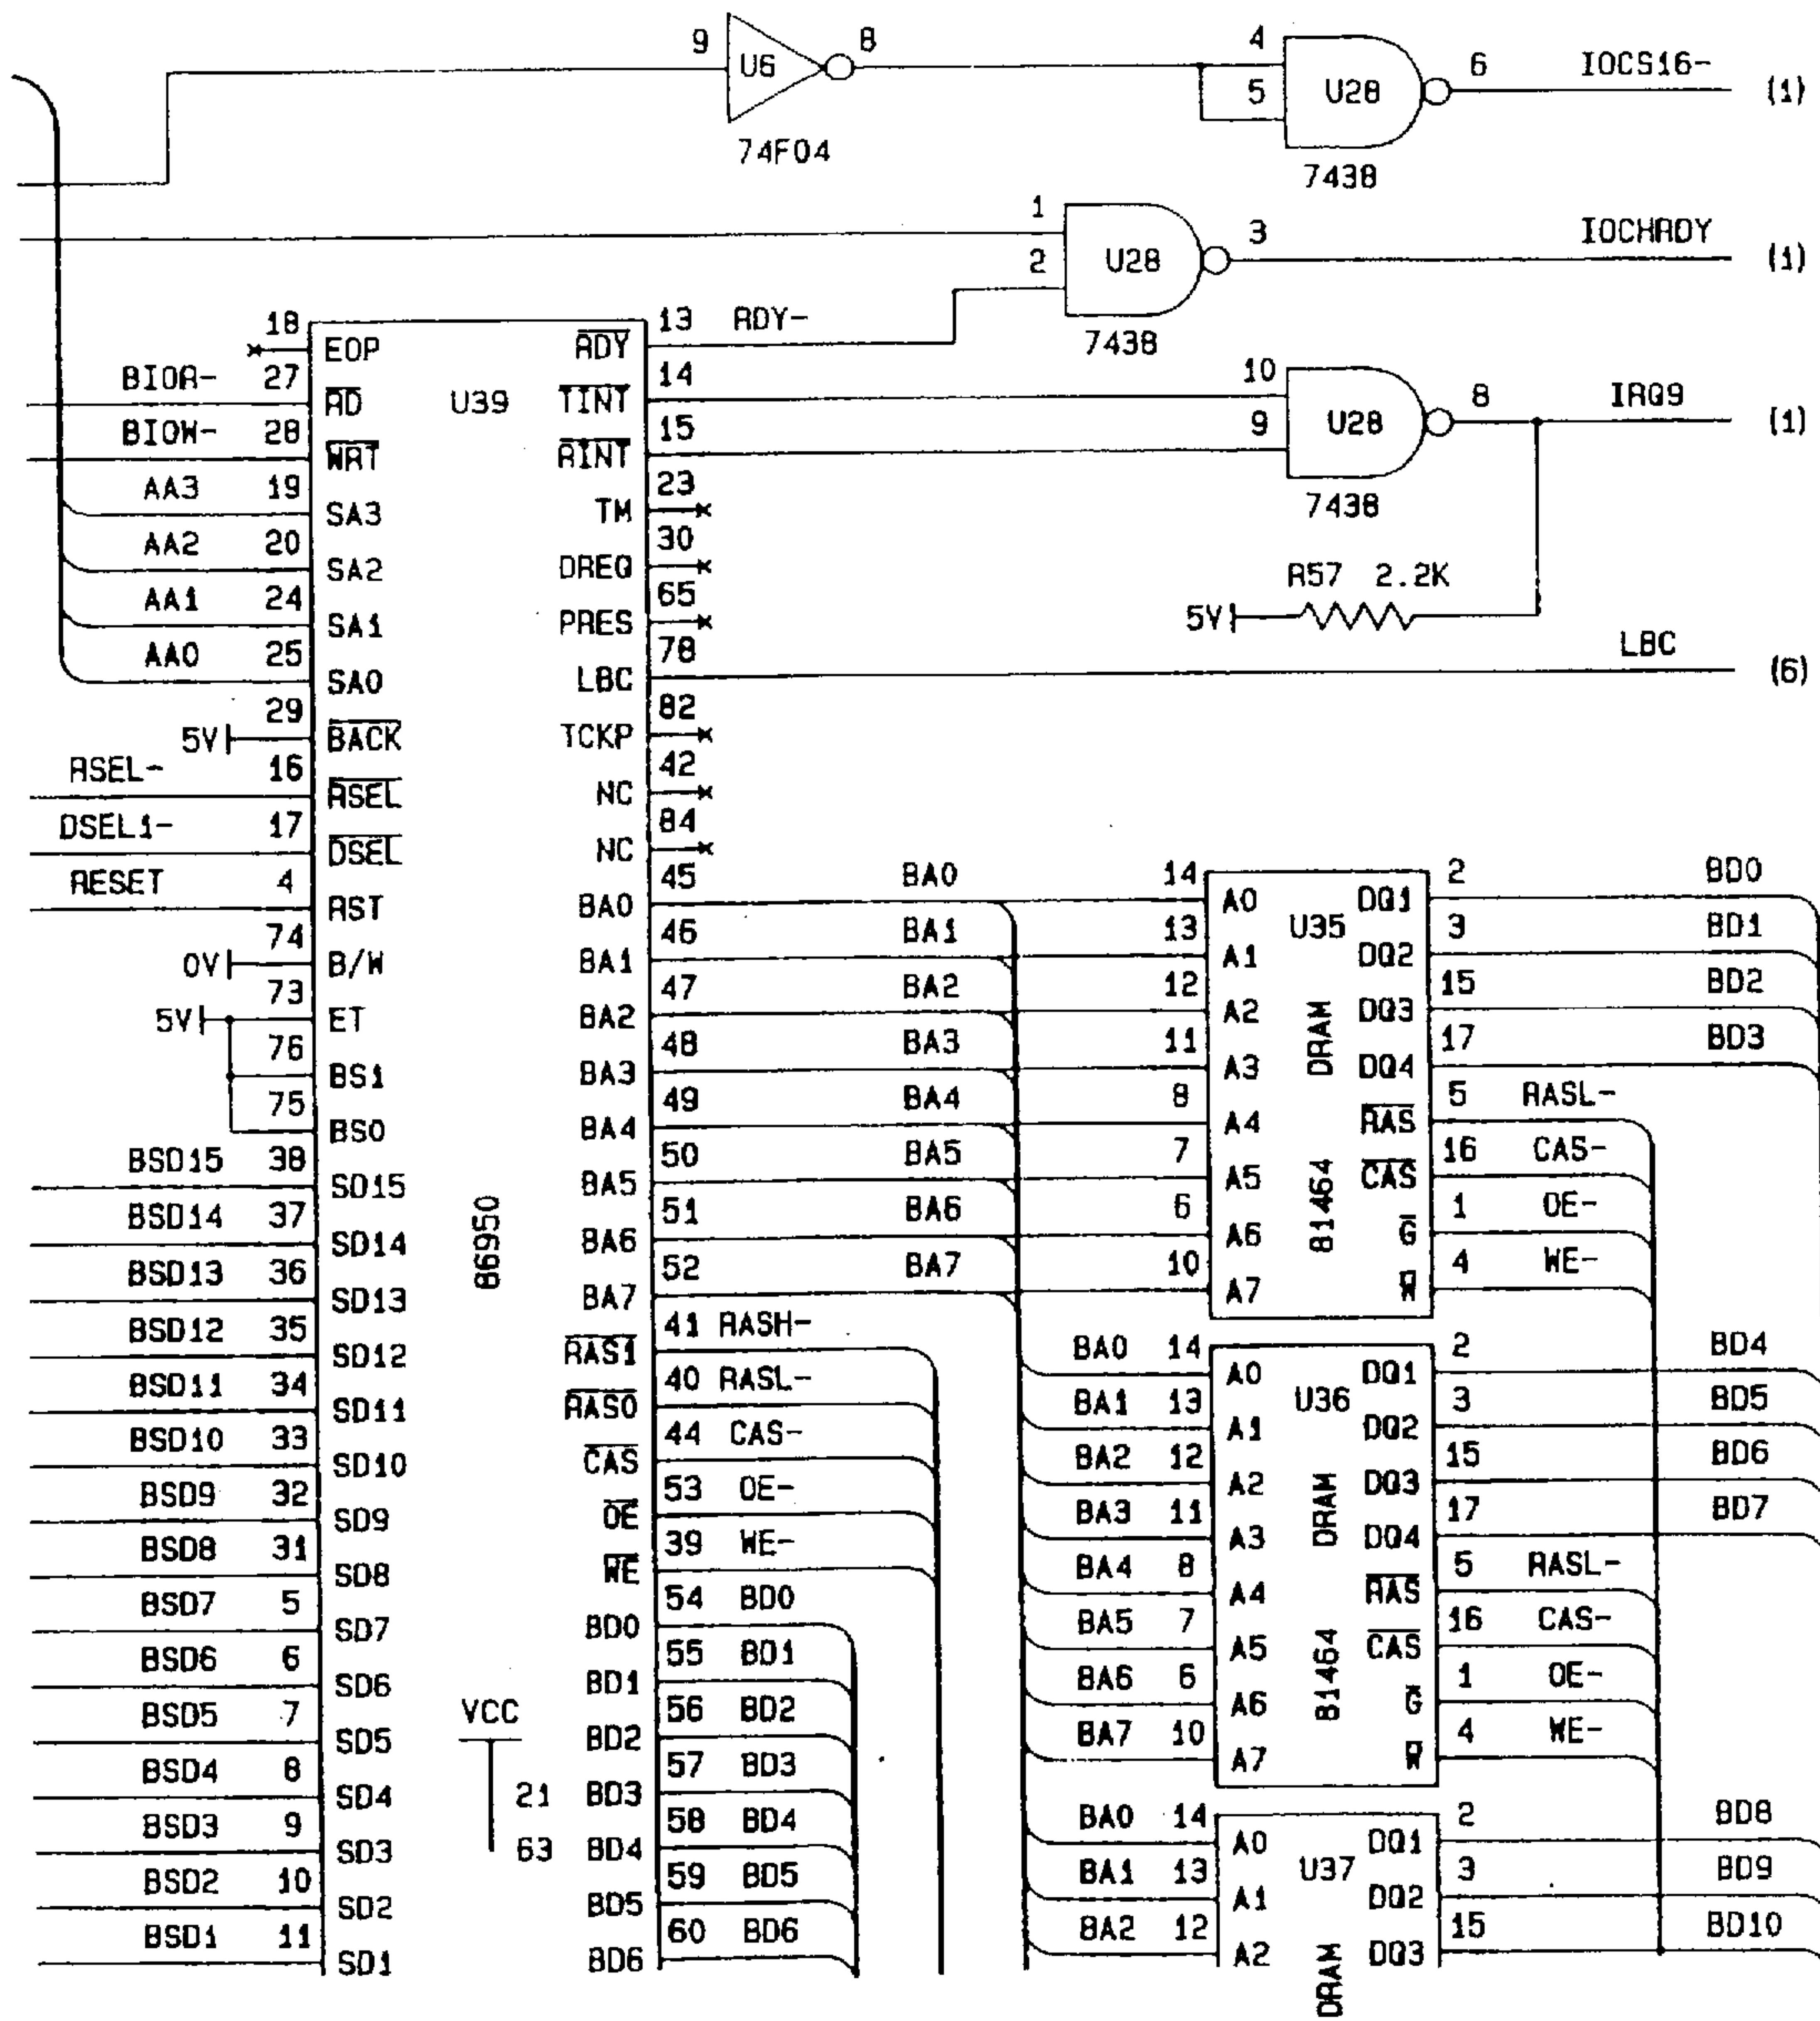 9 U6 8
74F04
4 5 U28 6 IOCS16- (1)
7438
1 2 U28 3 IOCHRDY (1)
7438
10 9 U28 8 IRQ9 (1)
7438
R57 2.2K
5V
U39
86950
18 EOP
BIOR- 27 RD
BIOW- 28 WRT
AA3 19 SA3
AA2 20 SA2
AA1 24 SA1
AA0 25 SA0
5V 29 BACK
RSEL- 16 RSEL
DSEL1- 17 DSEL
RESET 4 RST
0V 74 B/W
5V 73 ET
76 BS1
75 BS0
BSD15 38 SD15
BSD14 37 SD14
BSD13 36 SD13
BSD12 35 SD12
BSD11 34 SD11
BSD10 33 SD10
BSD9 32 SD9
BSD8 31 SD8
BSD7 5 SD7
BSD6 6 SD6
BSD5 7 SD5
BSD4 8 SD4
BSD3 9 SD3
BSD2 10 SD2
BSD1 11 SD1
VCC
21
63
RDY 13 RDY-
TINT 14
RINT 15
TM 23
DREQ 30
PRES 65
LBC 78 LBC (6)
TCKP 82
NC 42
NC 84
BA0 45 BA0
BA1 46 BA1
BA2 47 BA2
BA3 48 BA3
BA4 49 BA4
BA5 50 BA5
BA6 51 BA6
BA7 52 BA7
RAS1 41 RASH-
RAS0 40 RASL-
CAS 44 CAS-
OE 53 OE-
WE 39 WE-
BD0 54 BD0
BD1 55 BD1
BD2 56 BD2
BD3 57 BD3
BD4 58 BD4
BD5 59 BD5
BD6 60 BD6
U35
DRAM
81464
14 A0
13 A1
12 A2
11 A3
8 A4
7 A5
6 A6
10 A7
DQ1 2 BD0
DQ2 3 BD1
DQ3 15 BD2
DQ4 17 BD3
RAS 5 RASL-
CAS 16 CAS-
G 1 OE-
W 4 WE-
U36
DRAM
81464
BA0 14 A0
BA1 13 A1
BA2 12 A2
BA3 11 A3
BA4 8 A4
BA5 7 A5
BA6 6 A6
BA7 10 A7
DQ1 2 BD4
DQ2 3 BD5
DQ3 15 BD6
DQ4 17 BD7
RAS 5 RASL-
CAS 16 CAS-
G 1 OE-
W 4 WE-
U37
DRAM
BA0 14 A0
BA1 13 A1
BA2 12 A2
DQ1 2 BD8
DQ2 3 BD9
DQ3 15 BD10